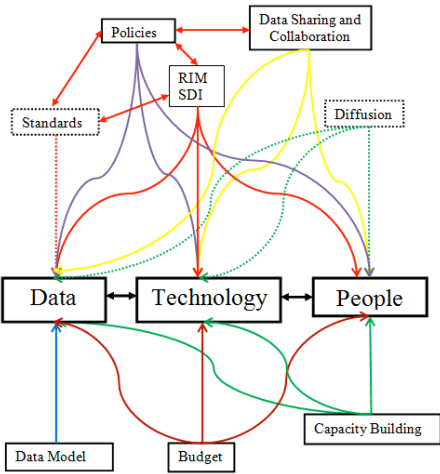 Policies
Data Sharing and
Collaboration
RIM
SDI
Standards
Diffusion
Data
Technology
People
Data Model
Budget
Capacity Building